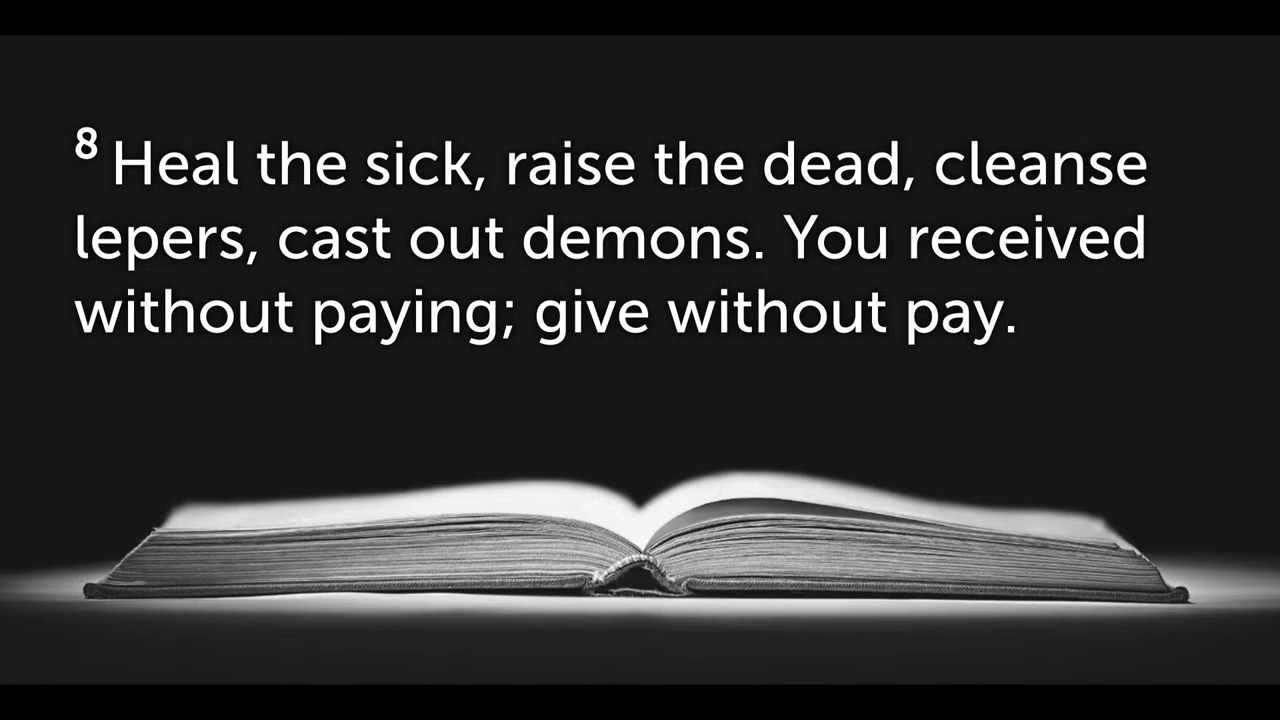 8 Heal the sick, raise the dead, cleanse
lepers, cast out demons. You received
without paying; give without pay.